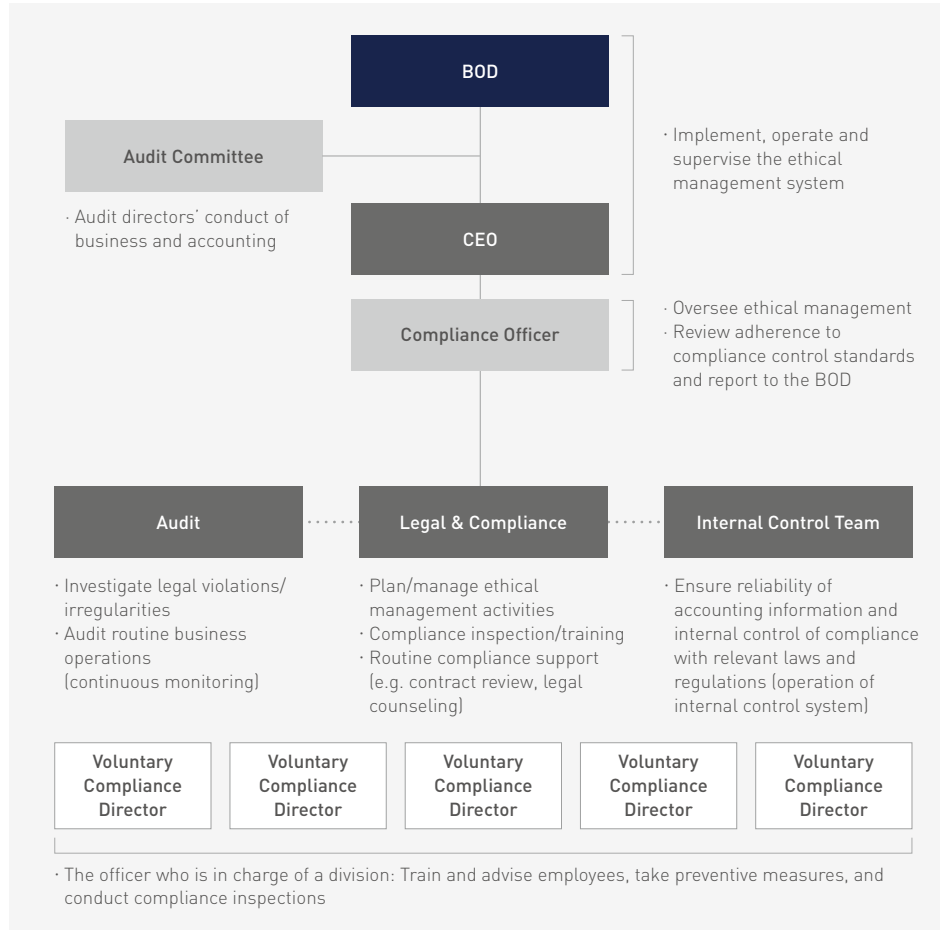 BOD
Audit Committee
· Implement, operate and
supervise the ethical
management system
· Audit directors’ conduct of
business and accounting
CEO
Compliance Officer
· Oversee ethical management
· Review adherence to
compliance control standards
and report to the BOD
Audit
Legal & Compliance
Internal Control Team
· Investigate legal violations/
irregularities
· Audit routine business
operations
(continuous monitoring)
· Plan/manage ethical
management activities
· Compliance inspection/training
· Routine compliance support
(e.g. contract review, legal
counseling)
· Ensure reliability of
accounting information and
internal control of compliance
with relevant laws and
regulations (operation of
internal control system)
Voluntary
Compliance
Director
Voluntary
Compliance
Director
Voluntary
Compliance
Director
Voluntary
Compliance
Director
Voluntary
Compliance
Director
· The officer who is in charge of a division: Train and advise employees, take preventive measures, and
conduct compliance inspections